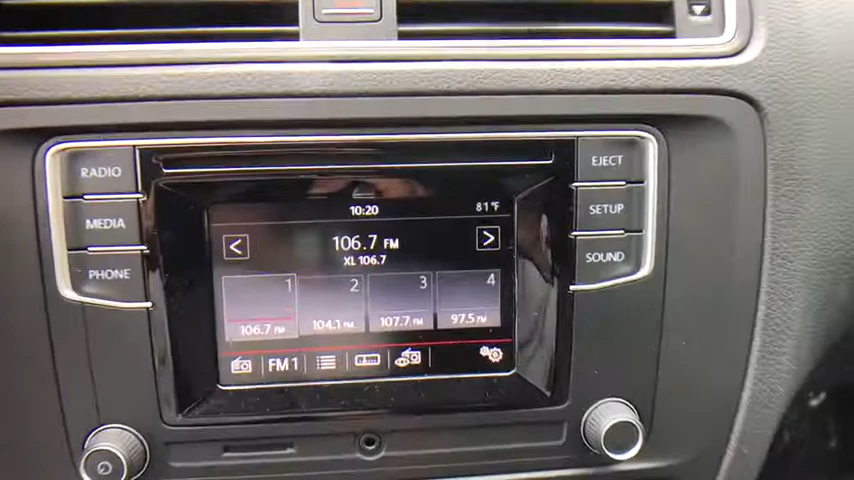 RADIO
MEDIA
PHONE
EJECT
SETUP
SOUND
10:20
81°F
<
106.7 FM
>
XL 106.7
1 2 3 4
106.7 FM 104.1 FM 107.7 FM 97.5 FM
FM1